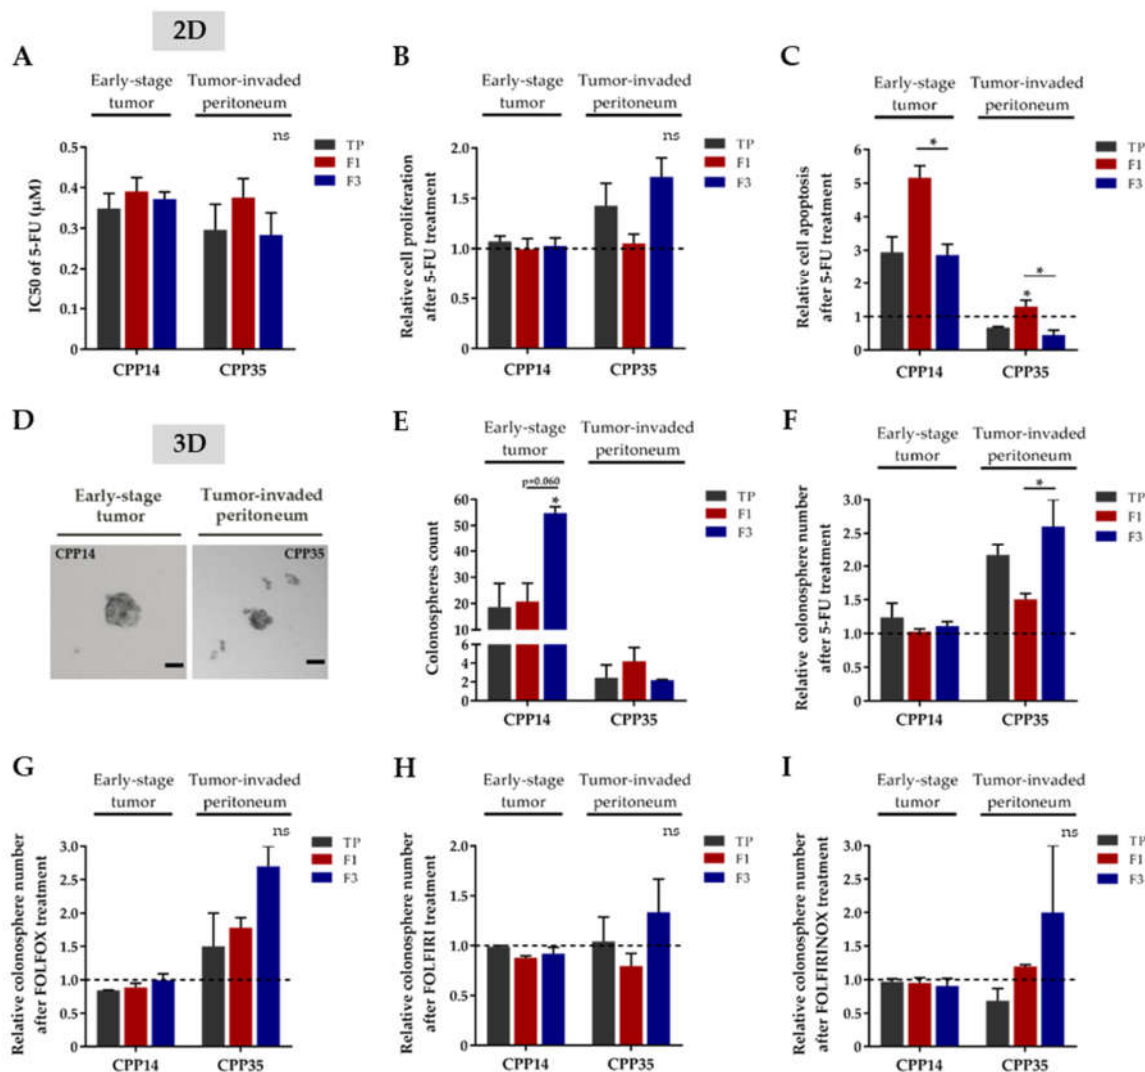 2D
A
Early-stage
tumor
Tumor-invaded
peritoneum
ns
TP
F1
F3
IC50 of 5-FU (µM)
0.5
0.4
0.3
0.2
0.1
0
CPP14
CPP35
B
Early-stage
tumor
Tumor-invaded
peritoneum
ns
TP
F1
F3
Relative cell proliferation
after 5-FU treatment
2.0
1.5
1.0
0.5
0
CPP14
CPP35
C
Early-stage
tumor
Tumor-invaded
peritoneum
TP
F1
F3
Relative cell apoptosis
after 5-FU treatment
6
5
4
3
2
1
0
*
*
*
CPP14
CPP35
D
3D
Early-stage
tumor
Tumor-invaded
peritoneum
CPP14
CPP35
E
Early-stage
tumor
Tumor-invaded
peritoneum
p=0.060
*
TP
F1
F3
Colonospheres count
60
50
40
30
20
10
6
4
2
0
CPP14
CPP35
F
Early-stage
tumor
Tumor-invaded
peritoneum
*
TP
F1
F3
Relative colonosphere number
after 5-FU treatment
3.0
2.5
2.0
1.5
1.0
0.5
0
CPP14
CPP35
G
Early-stage
tumor
Tumor-invaded
peritoneum
ns
TP
F1
F3
Relative colonosphere number
after FOLFOX treatment
3.0
2.5
2.0
1.5
1.0
0.5
0
CPP14
CPP35
H
Early-stage
tumor
Tumor-invaded
peritoneum
ns
TP
F1
F3
Relative colonosphere number
after FOLFIRI treatment
2.0
1.5
1.0
0.5
0
CPP14
CPP35
I
Early-stage
tumor
Tumor-invaded
peritoneum
ns
TP
F1
F3
Relative colonosphere number
after FOLFIRINOX treatment
3.0
2.5
2.0
1.5
1.0
0.5
0
CPP14
CPP35